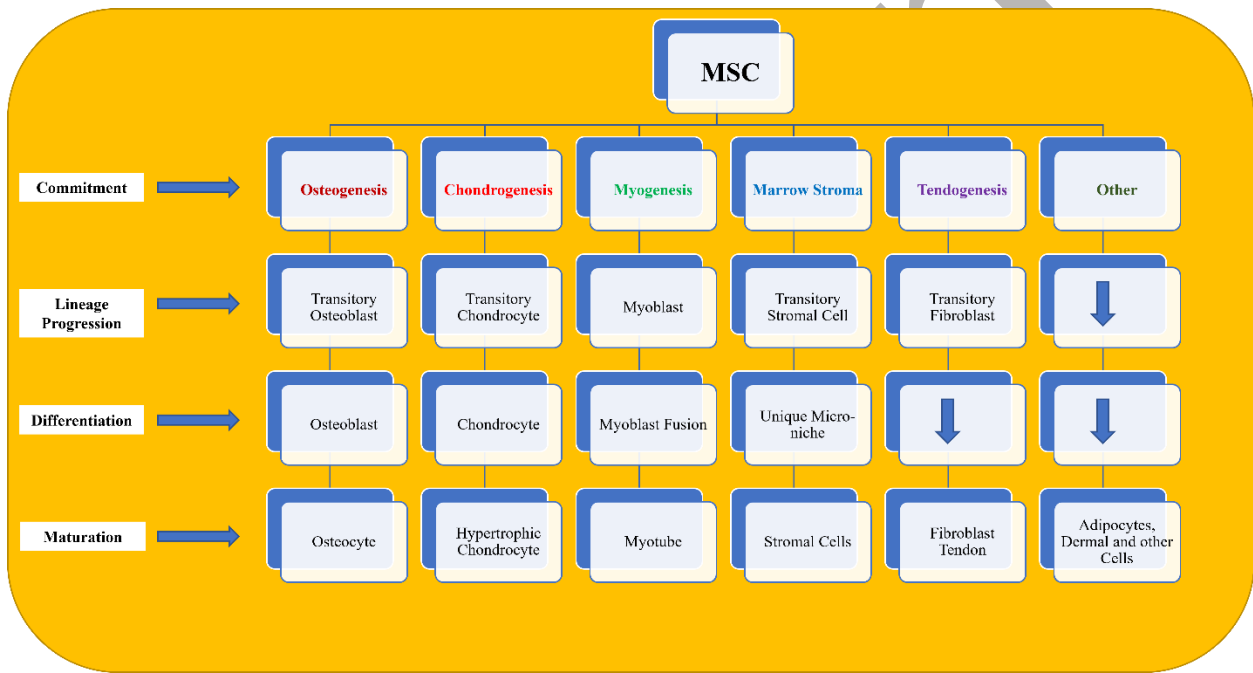 MSC
Commitment
Osteogenesis
Chondrogenesis
Myogenesis
Marrow Stroma
Tendogenesis
Other
Lineage
Progression
Transitory
Osteoblast
Transitory
Chondrocyte
Myoblast
Transitory
Stromal Cell
Transitory
Fibroblast
Differentiation
Osteoblast
Chondrocyte
Myoblast Fusion
Unique Micro-
niche
Maturation
Osteocyte
Hypertrophic
Chondrocyte
Myotube
Stromal Cells
Fibroblast
Tendon
Adipocytes,
Dermal and other
Cells